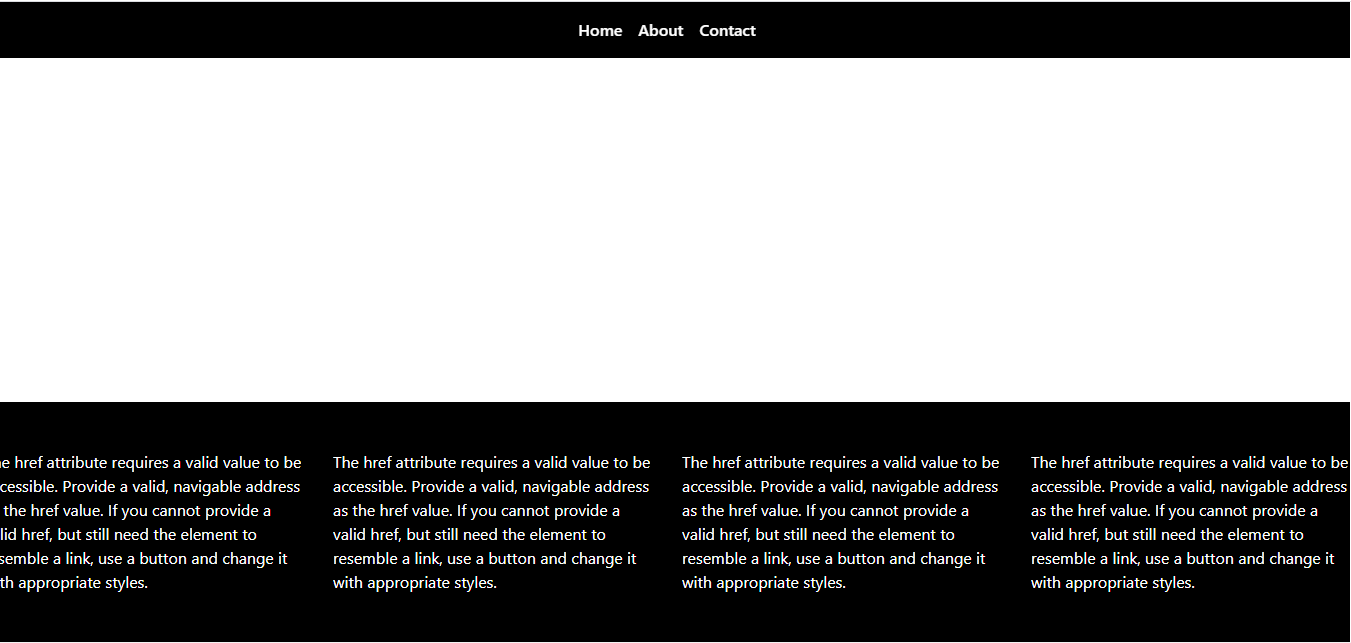 Home About Contact
e href attribute requires a valid value to be
cessible. Provide a valid, navigable address
the href value. If you cannot provide a
lid href, but still need the element to
semble a link, use a button and change it
th appropriate styles.
The href attribute requires a valid value to be
accessible. Provide a valid, navigable address
as the href value. If you cannot provide a
valid href, but still need the element to
resemble a link, use a button and change it
with appropriate styles.
The href attribute requires a valid value to be
accessible. Provide a valid, navigable address
as the href value. If you cannot provide a
valid href, but still need the element to
resemble a link, use a button and change it
with appropriate styles.
The href attribute requires a valid value to be
accessible. Provide a valid, navigable address
as the href value. If you cannot provide a
valid href, but still need the element to
resemble a link, use a button and change it
with appropriate styles.